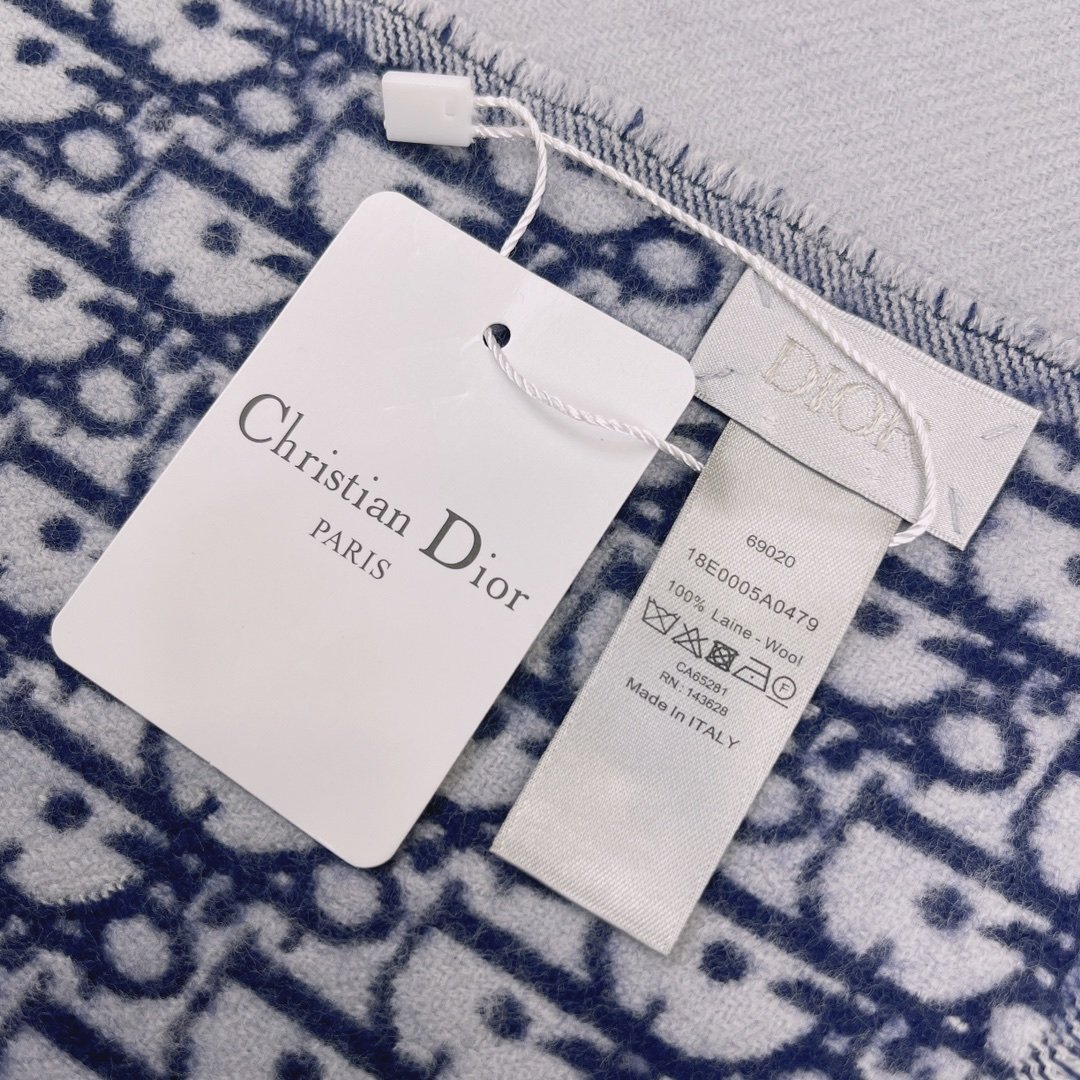 Christian Dior
PARIS
DIOR
69020
18E0005A0479
100% Laine - Wool
F
CA65281
RN: 143628
Made In ITALY